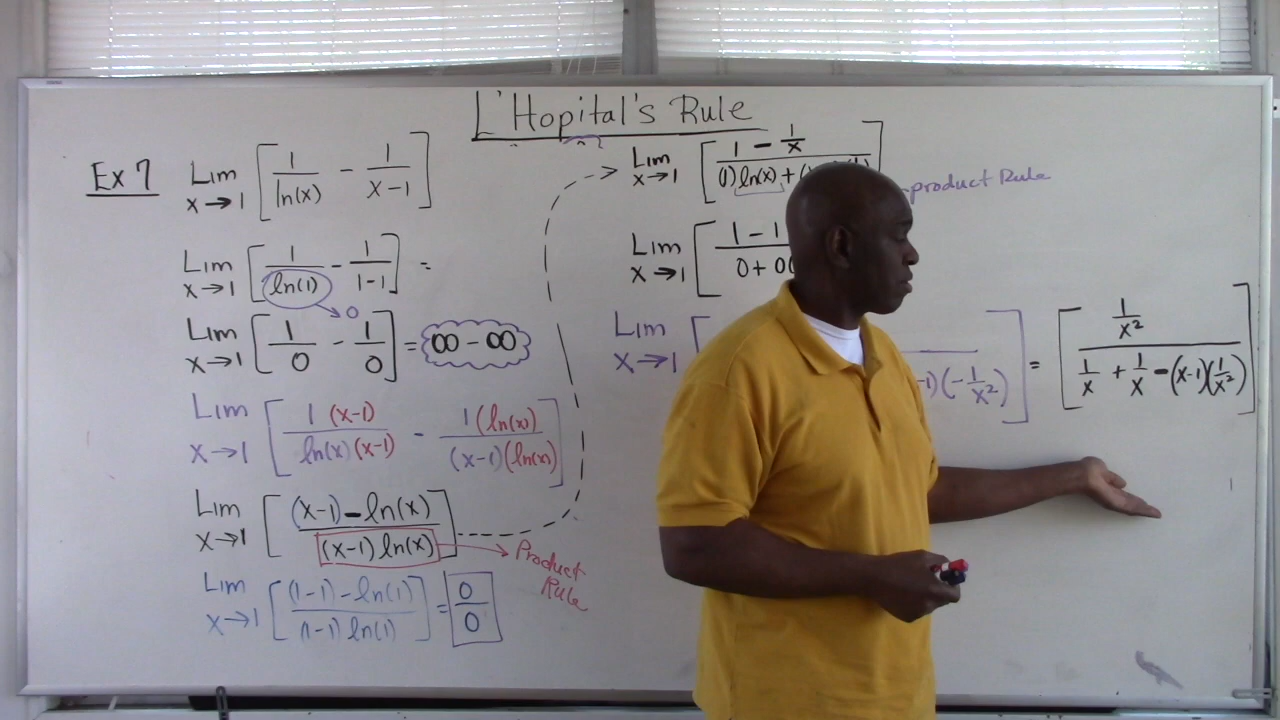 L'Hopital's Rule
Ex 7 Lim x→1 [1/ln(x) - 1/(x-1)]
Lim x→1 [1/ln(1) - 1/(1-1)] =
0
Lim x→1 [1/0 - 1/0] = ∞ - ∞
Lim x→1 [1(x-1)/ln(x)(x-1) - 1(ln(x))/(x-1)(ln(x))]
Lim x→1 [(x-1)-ln(x)/(x-1)ln(x)]
Product
Rule
Lim x→1 [(1-1)-ln(1)/(1-1)ln(1)] = 0/0
Lim x→1 [1 - 1/x / (1)ln(x)+
product Rule
Lim x→1 [1-1 / 0+0
Lim x→1 [ -1)(-1/x²)] = [1/x² / 1/x + 1/x - (x-1)(1/x²)]